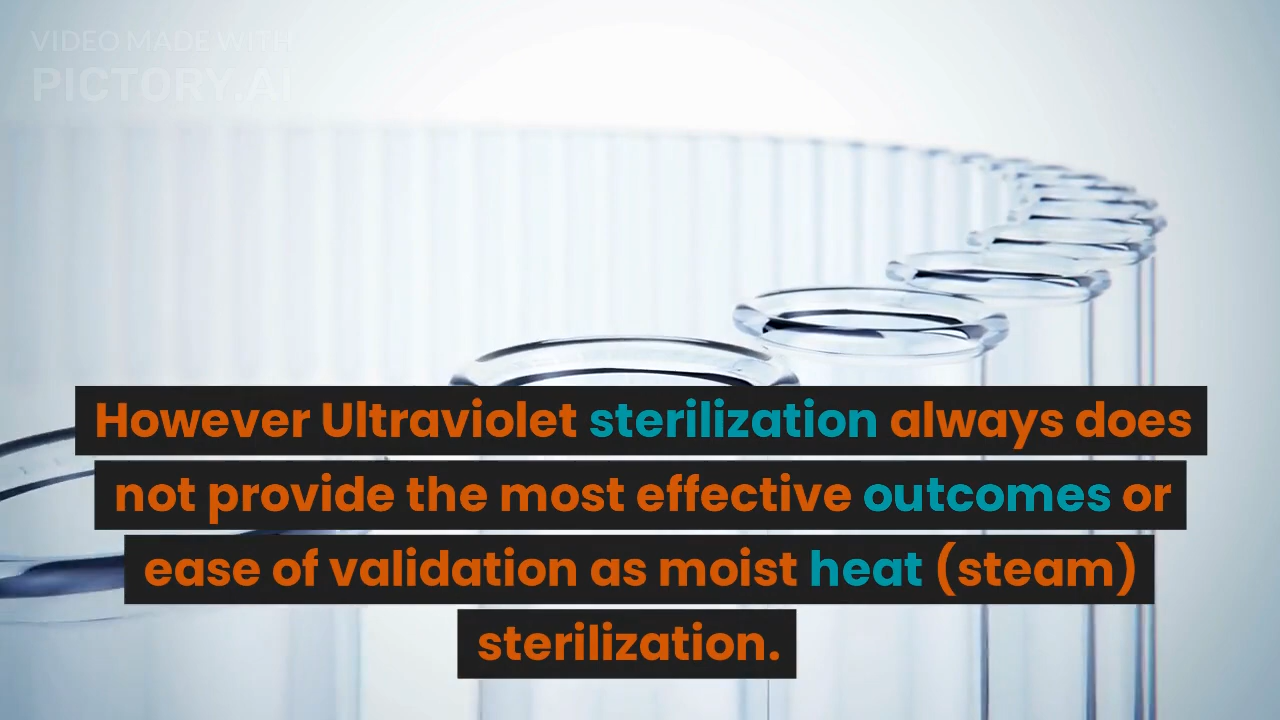 VIDEO MADE WITH
PICTORY.AI
However Ultraviolet sterilization always does
not provide the most effective outcomes or
ease of validation as moist heat (steam)
sterilization.